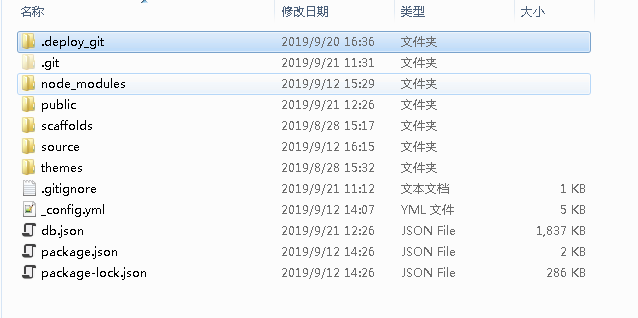 名称 修改日期 类型 大小
.deploy_git 2019/9/20 16:36 文件夹
.git 2019/9/21 11:31 文件夹
node_modules 2019/9/12 15:29 文件夹
public 2019/9/21 12:26 文件夹
scaffolds 2019/8/28 15:17 文件夹
source 2019/9/12 16:15 文件夹
themes 2019/8/28 15:32 文件夹
.gitignore 2019/9/21 11:12 文本文档 1 KB
_config.yml 2019/9/12 14:07 YML 文件 5 KB
db.json 2019/9/21 12:26 JSON File 1,837 KB
package.json 2019/9/12 14:26 JSON File 2 KB
package-lock.json 2019/9/12 14:26 JSON File 286 KB